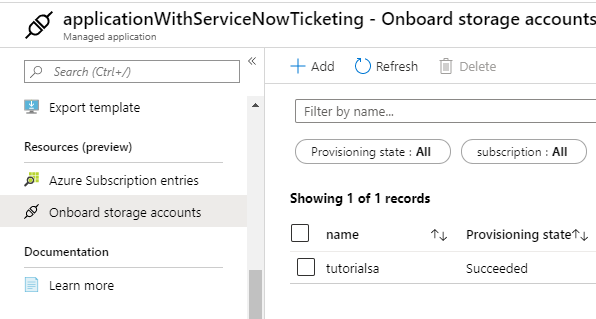 applicationWithServiceNowTicketing - Onboard storage accounts
Managed application
Search (Ctrl+/)
«
Export template
Resources (preview)
Azure Subscription entries
Onboard storage accounts
Documentation
Learn more
+ Add Refresh Delete
Filter by name...
Provisioning state : All subscription : All
Showing 1 of 1 records
name ↑↓ Provisioning state↑↓
tutorialsa Succeeded